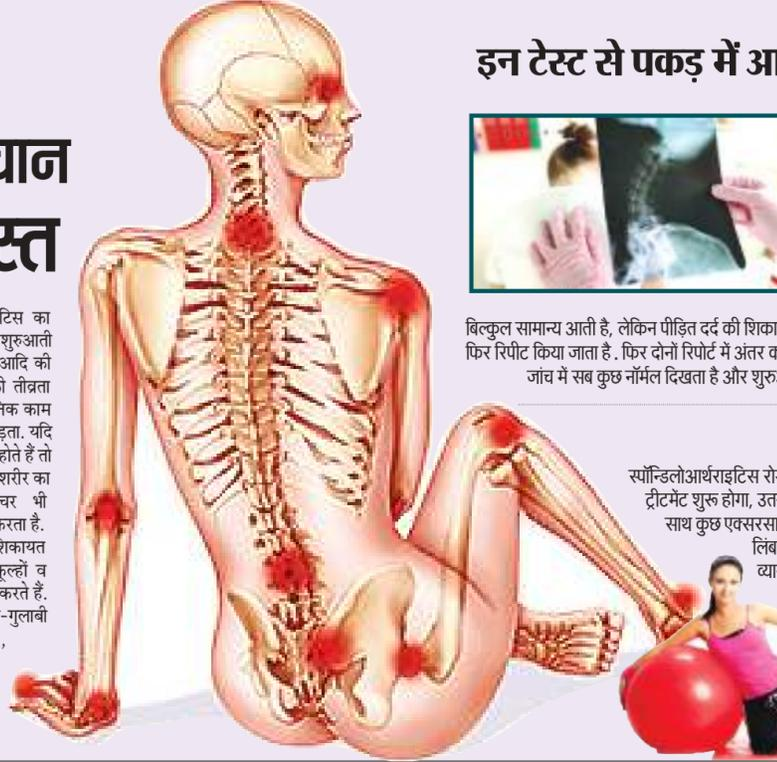 इन टेस्ट से पकड़ में आ
यान
स्त
टिस का
शुरुआती
आदि की
तीव्रता
काम
यदि
होते हैं तो
शरीर का
चर भी
करता है.
शिकायत
कूल्हों व
करते हैं.
-गुलाबी
,
बिल्कुल सामान्य आती है, लेकिन पीड़ित दर्द की शिका
फिर रिपीट किया जाता है . फिर दोनों रिपोर्ट में अंतर क
जांच में सब कुछ नॉर्मल दिखता है और शुरु
स्पॉन्डिलोआर्थराइटिस रो
ट्रीटमेंट शुरू होगा, उत
साथ कुछ एक्सरसा
लिंब
व्या